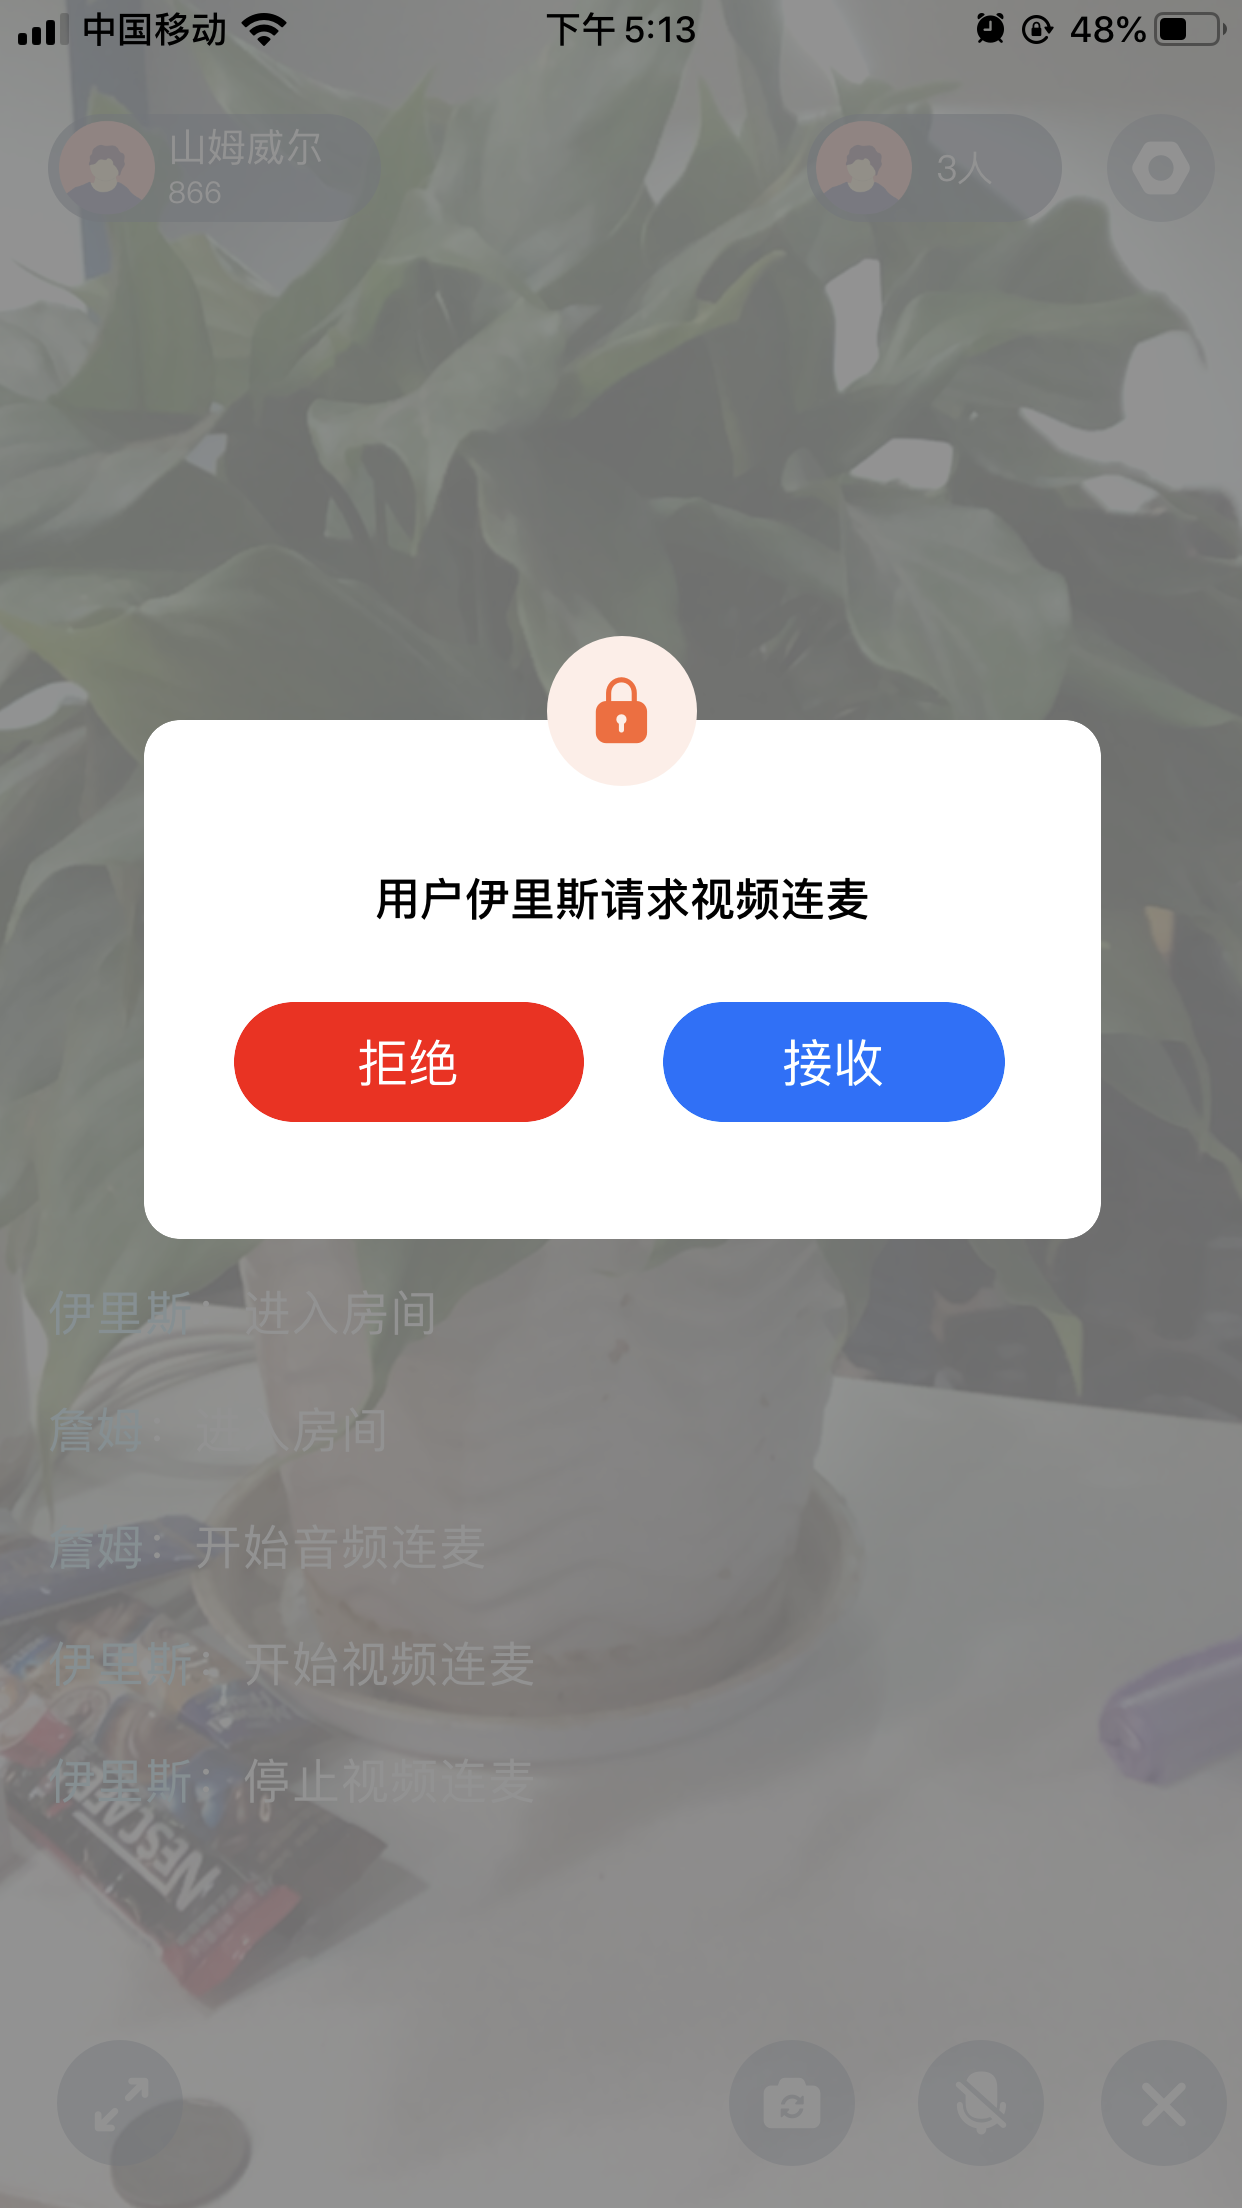 中国移动
下午 5:13
48%
山姆威尔
866
3人
用户伊里斯请求视频连麦
拒绝
接收
伊里斯：进入房间
詹姆：进入房间
詹姆：开始音频连麦
伊里斯：开始视频连麦
伊里斯：停止视频连麦
NESCAFÉ